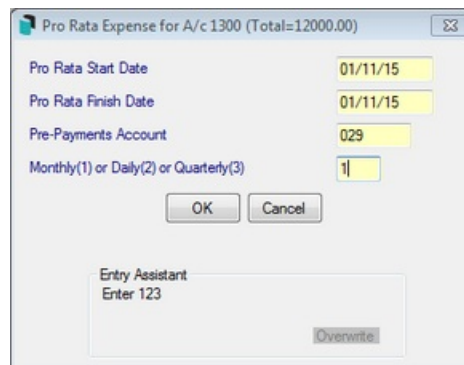 Pro Rata Expense for A/c 1300 (Total=12000.00)
Pro Rata Start Date 01/11/15
Pro Rata Finish Date 01/11/15
Pre-Payments Account 029
Monthly(1) or Daily(2) or Quarterly(3) 1
OK Cancel
Entry Assistant
Enter 123
Overwrite